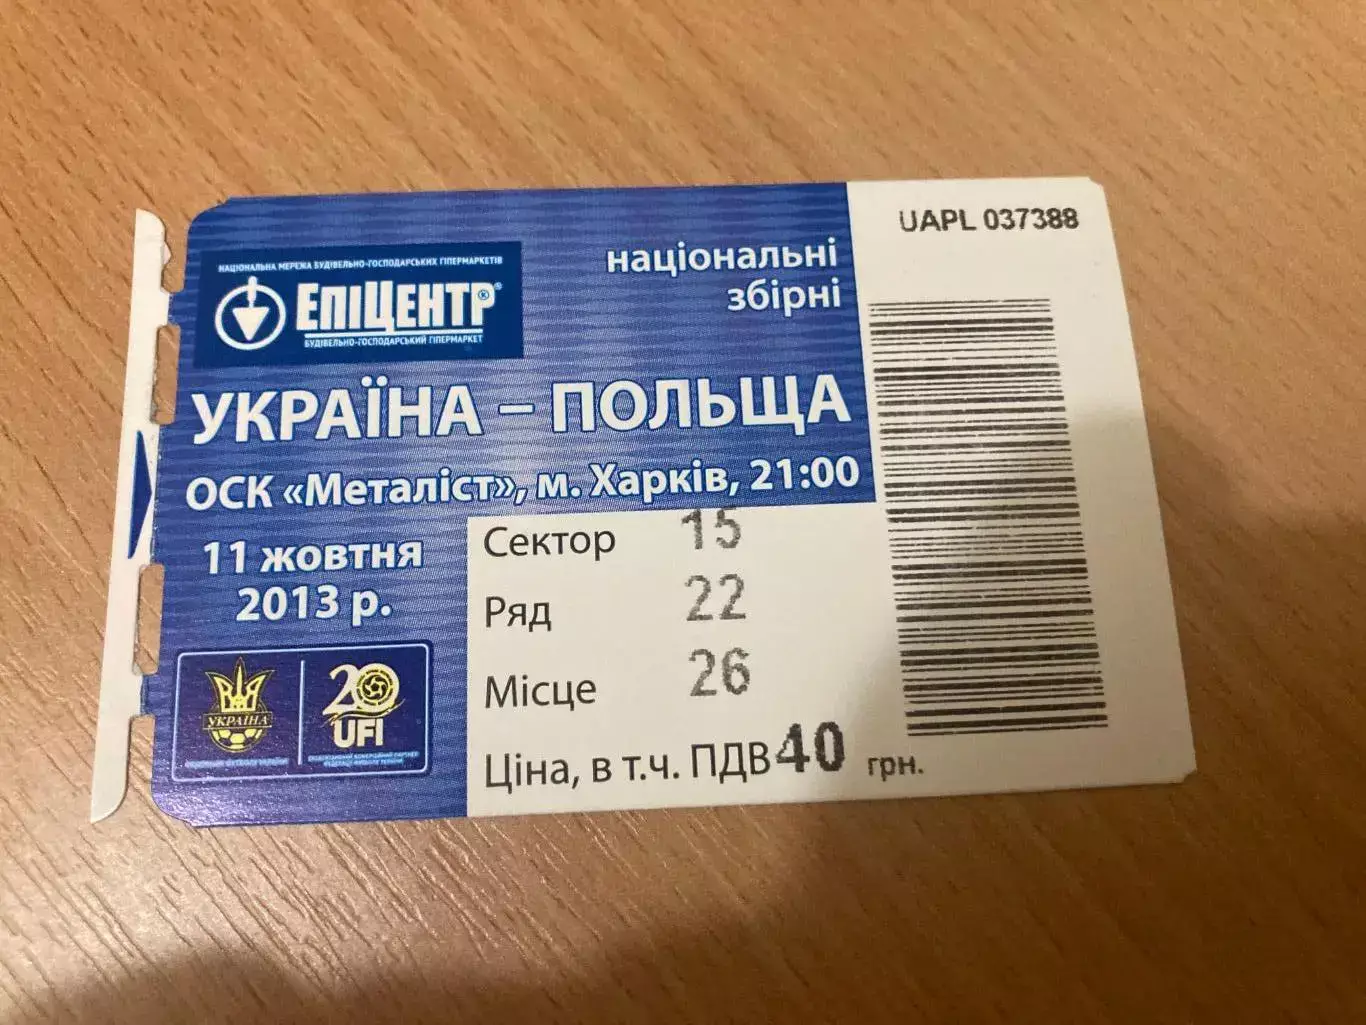 UAPL 037388
НАЦІОНАЛЬНА МЕРЕЖА БУДІВЕЛЬНО-ГОСПОДАРСЬКИХ ГІПЕРМАРКЕТІВ
ЕПІЦЕНТР®
БУДІВЕЛЬНО-ГОСПОДАРСЬКИЙ ГІПЕРМАРКЕТ
національні
збірні
УКРАЇНА – ПОЛЬЩА
ОСК «Металіст», м. Харків, 21:00
11 жовтня
2013 р.
Сектор 15
Ряд 22
Місце 26
Ціна, в т.ч. ПДВ 40 грн.
УКРАЇНА
20
UFI